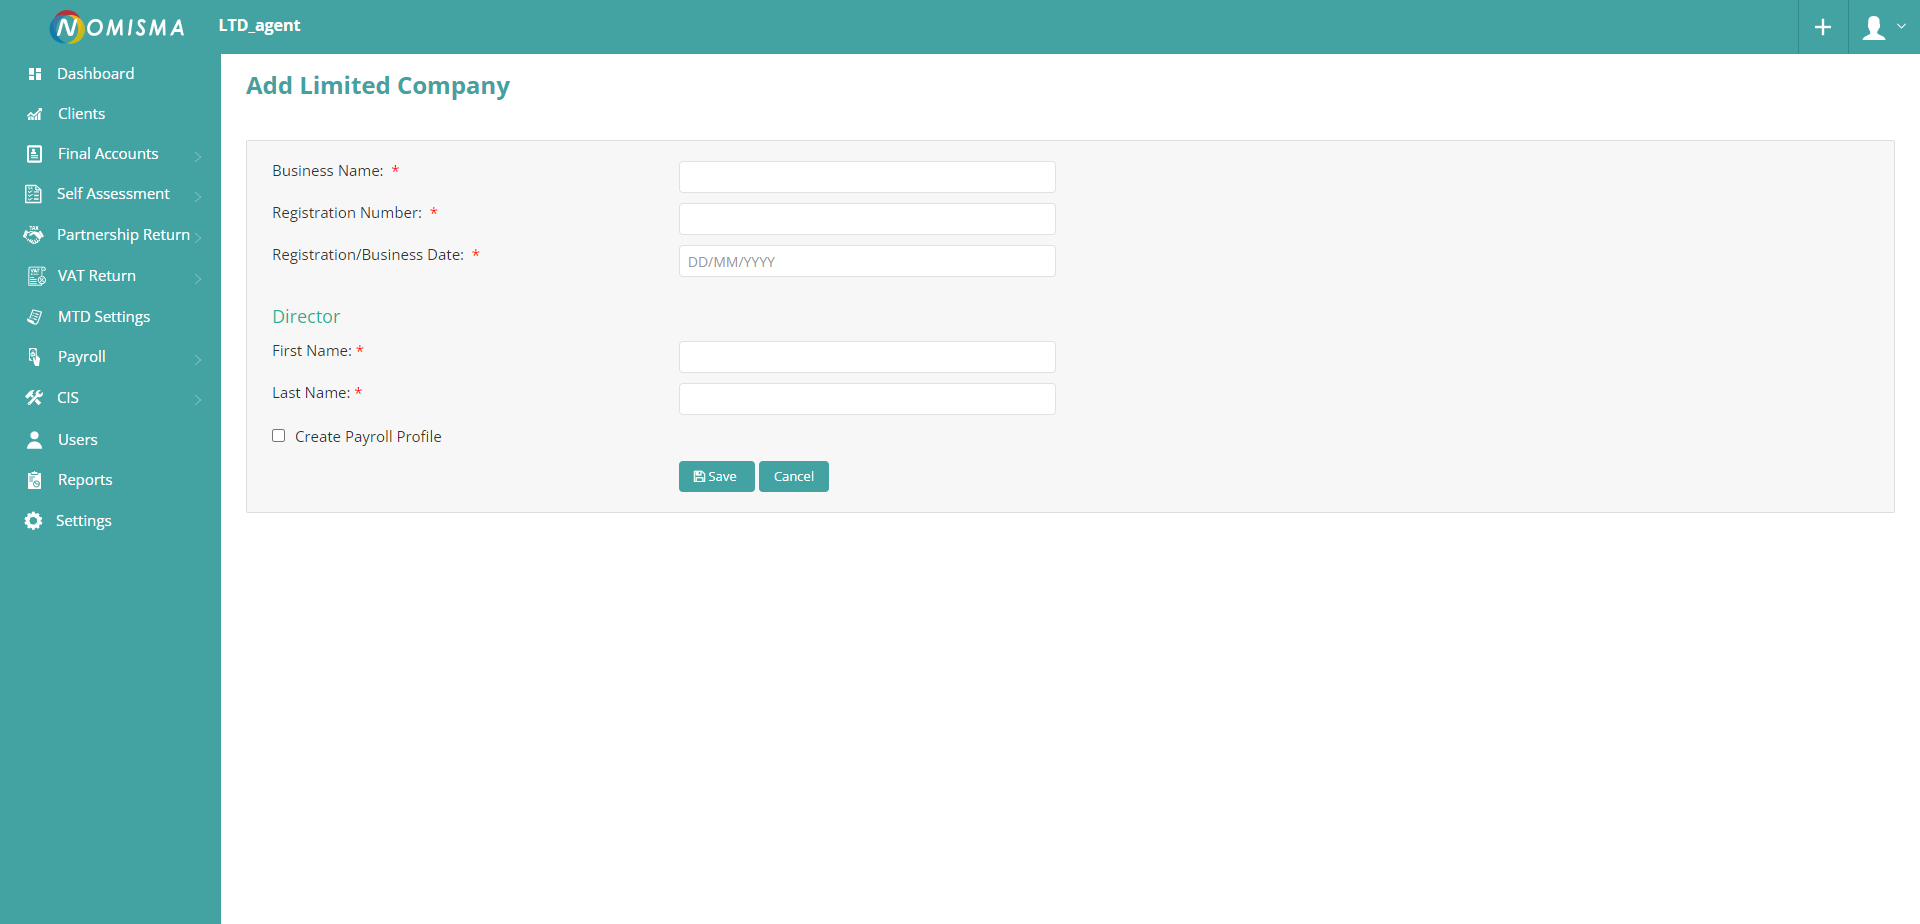 NOMISMA
LTD_agent
Dashboard
Clients
Final Accounts
Self Assessment
Partnership Return
VAT Return
MTD Settings
Payroll
CIS
Users
Reports
Settings
Add Limited Company
Business Name: *
Registration Number: *
Registration/Business Date: *
DD/MM/YYYY
Director
First Name: *
Last Name: *
Create Payroll Profile
Save
Cancel